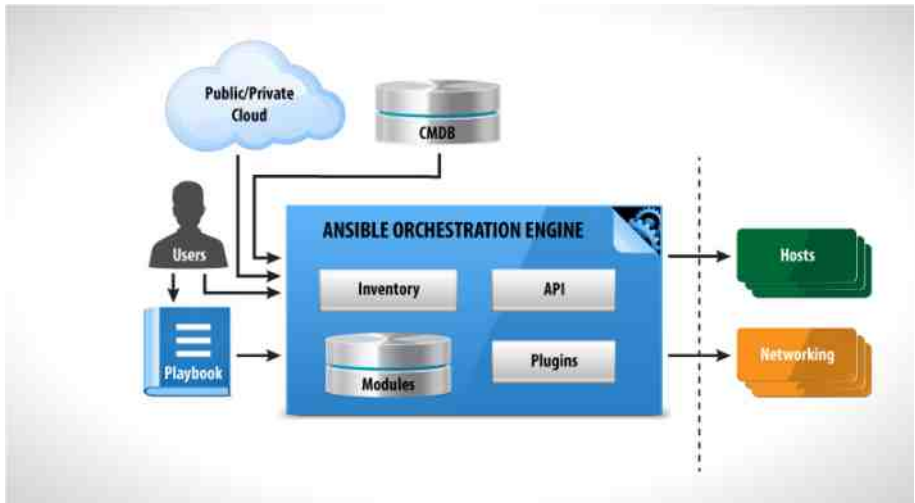 Public/Private
Cloud
CMDB
Users
ANSIBLE ORCHESTRATION ENGINE
Hosts
Inventory
API
Playbook
Modules
Plugins
Networking